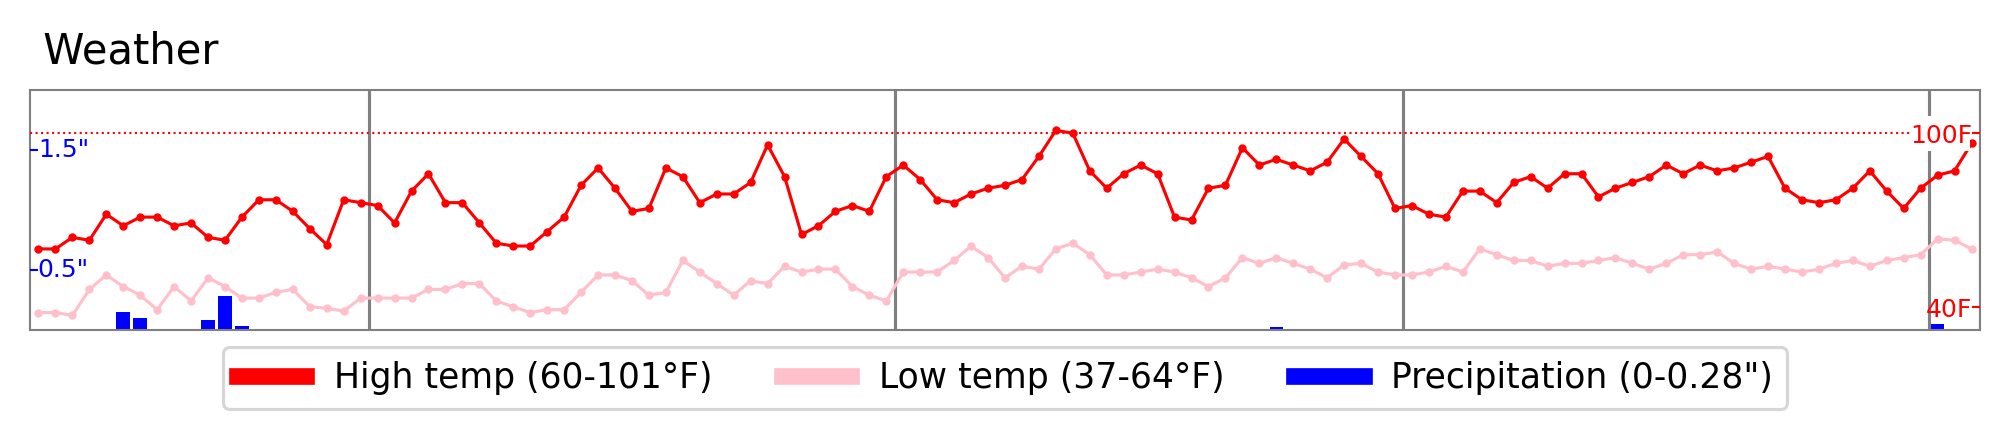 Weather
1.5"
100F
0.5"
40F
High temp (60-101°F) Low temp (37-64°F) Precipitation (0-0.28")